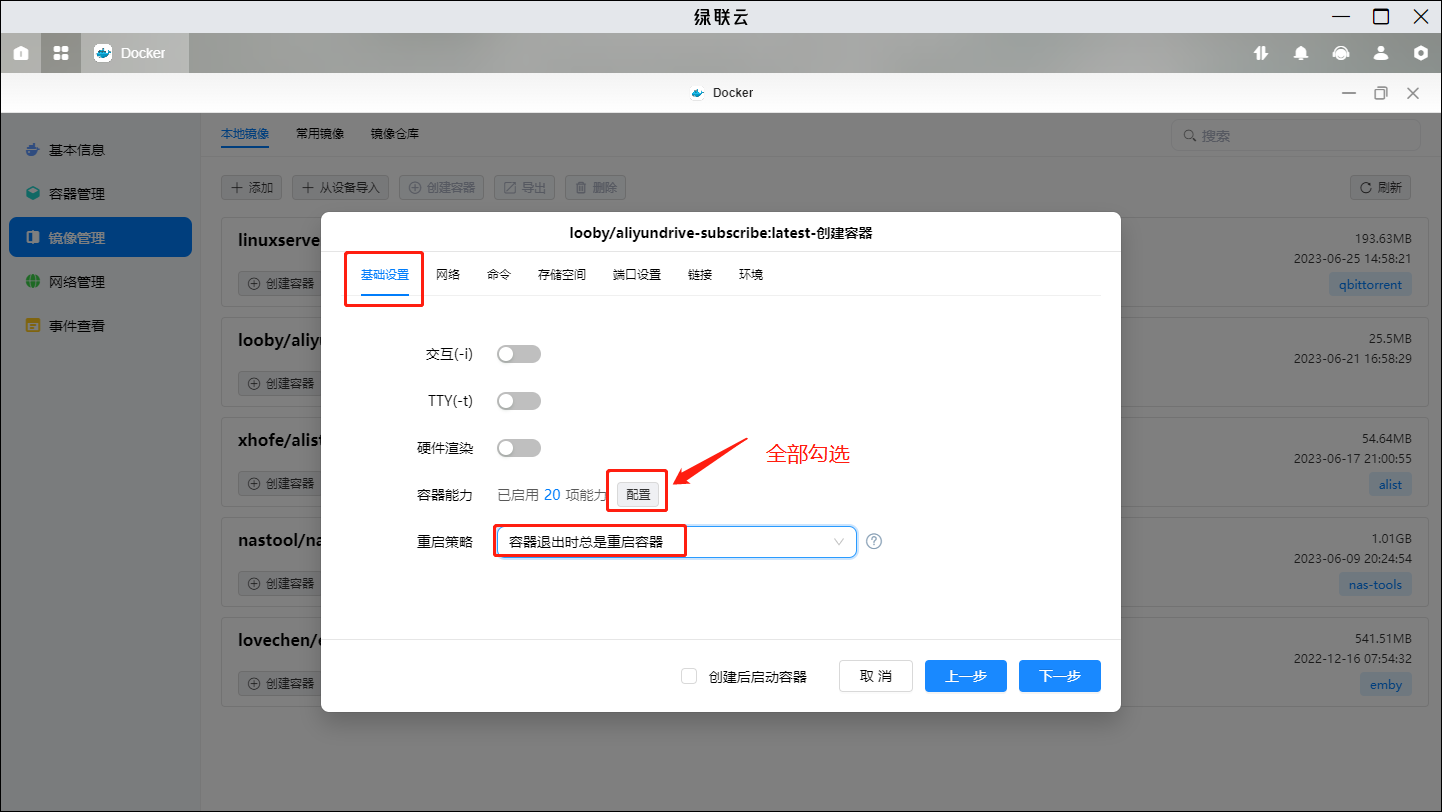 绿联云
Docker
Docker
基本信息
容器管理
镜像管理
网络管理
事件查看
本地镜像 常用镜像 镜像仓库
搜索
添加 从设备导入 创建容器 导出 删除 刷新
linuxserve
创建容器
193.63MB
2023-06-25 14:58:21
qbittorrent
looby/aliy
创建容器
25.5MB
2023-06-21 16:58:29
xhofe/alist
创建容器
54.64MB
2023-06-17 21:00:55
alist
nastool/na
创建容器
1.01GB
2023-06-09 20:24:54
nas-tools
lovechen/e
创建容器
541.51MB
2022-12-16 07:54:32
emby
looby/aliyundrive-subscribe:latest-创建容器
基础设置 网络 命令 存储空间 端口设置 链接 环境
交互(-i)
TTY(-t)
硬件渲染
全部勾选
容器能力 已启用 20 项能力 配置
重启策略 容器退出时总是重启容器
创建后启动容器 取 消 上一步 下一步